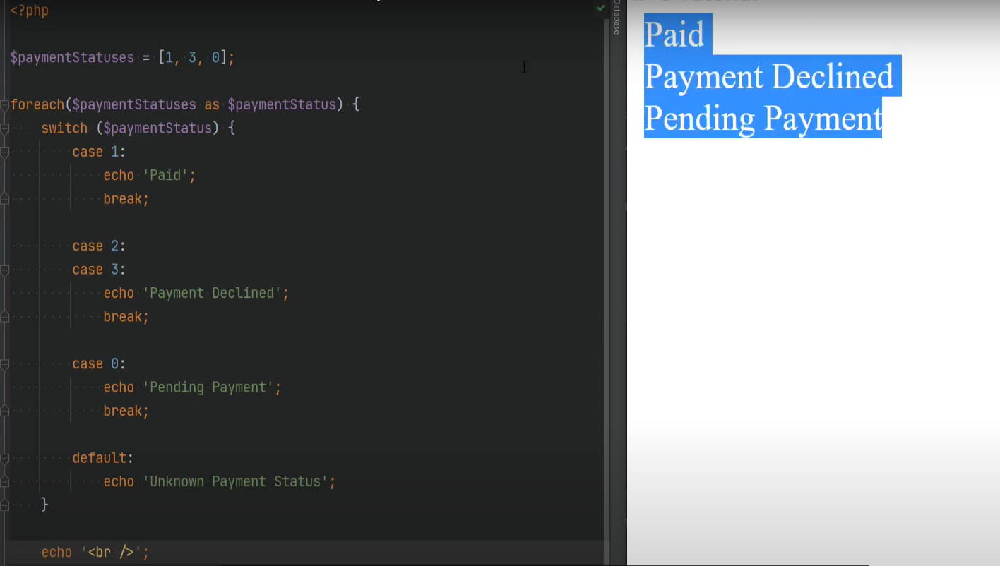 <?php
$paymentStatuses = [1, 3, 0];
foreach($paymentStatuses as $paymentStatus) {
switch ($paymentStatus) {
case 1:
echo 'Paid';
break;
case 2:
case 3:
echo 'Payment Declined';
break;
case 0:
echo 'Pending Payment';
break;
default:
echo 'Unknown Payment Status';
}
echo '<br />';
Database
Paid
Payment Declined
Pending Payment